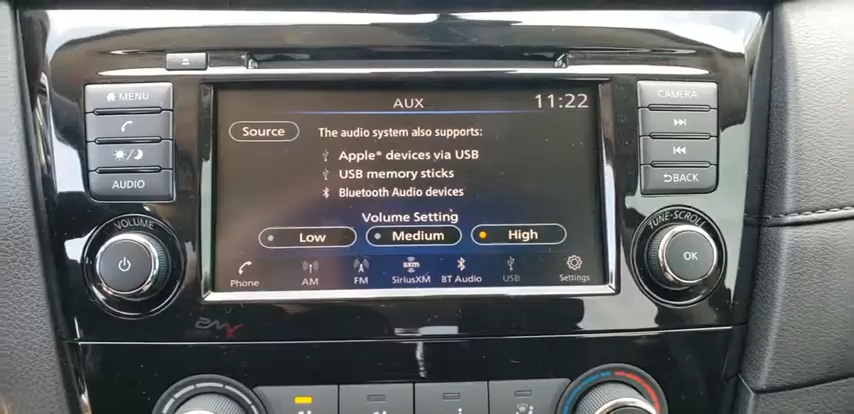 MENU
AUDIO
VOLUME
AUX 11:22
Source
The audio system also supports:
Apple® devices via USB
USB memory sticks
Bluetooth Audio devices
Volume Setting
Low Medium High
Phone AM FM sxm SiriusXM BT Audio USB Settings
CAMERA
BACK
TUNE·SCROLL
OK